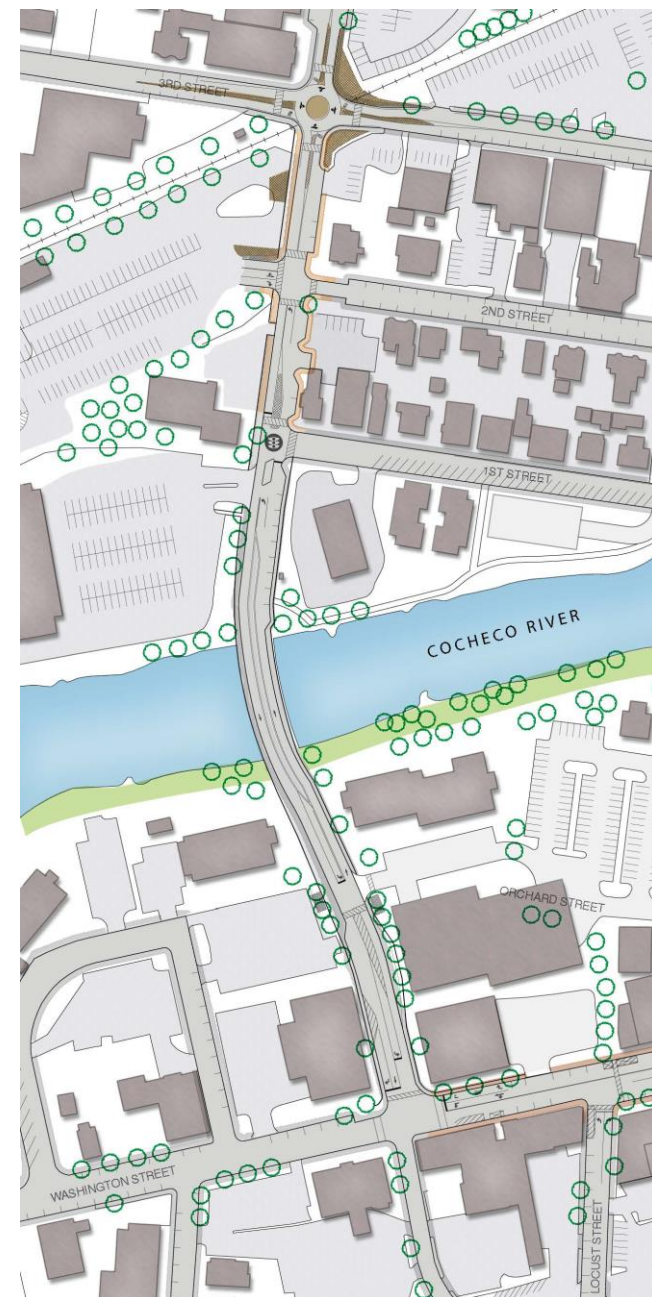 3RD STREET
2ND STREET
1ST STREET
COCHECO RIVER
ORCHARD STREET
WASHINGTON STREET
LOCUST STREET